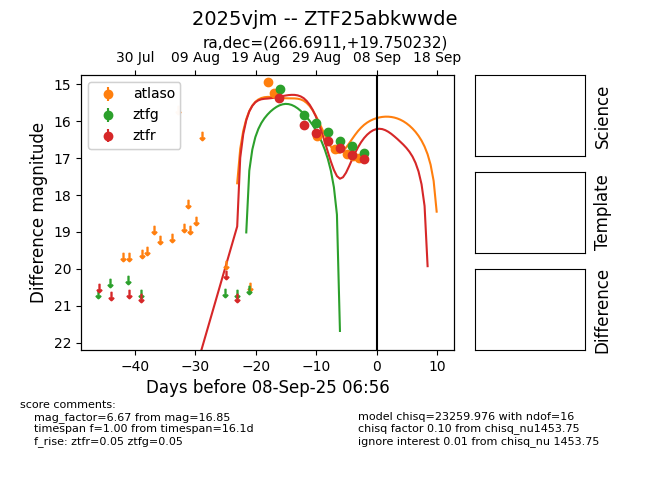 2025vjm -- ZTF25abkwwde
ra,dec=(266.6911,+19.750232)
30 Jul 09 Aug 19 Aug 29 Aug 08 Sep 18 Sep
atlaso
ztfg
ztfr
15
16
17
18
19
20
21
22
Difference magnitude
−40 −30 −20 −10 0 10
Days before 08-Sep-25 06:56
Science
Template
Difference
score comments:
mag_factor=6.67 from mag=16.85
timespan f=1.00 from timespan=16.1d
f_rise: ztfr=0.05 ztfg=0.05
model chisq=23259.976 with ndof=16
chisq factor 0.10 from chisq_nu1453.75
ignore interest 0.01 from chisq_nu 1453.75